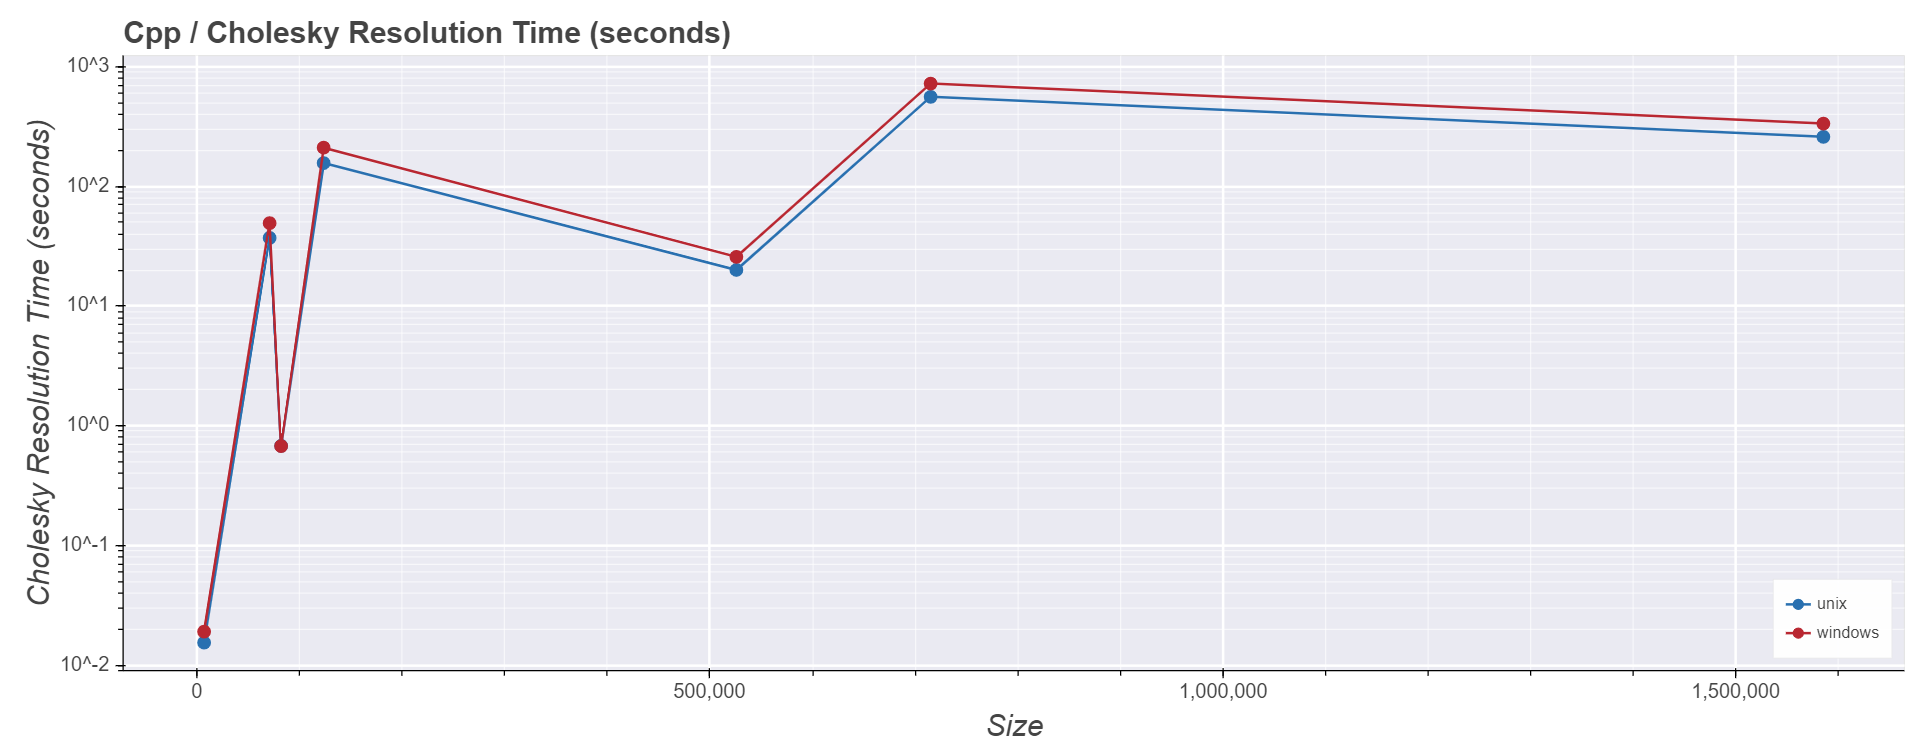 Cpp / Cholesky Resolution Time (seconds)
Cholesky Resolution Time (seconds)
10^3
10^2
10^1
10^0
10^-1
10^-2
0
500,000
1,000,000
1,500,000
Size
unix
windows